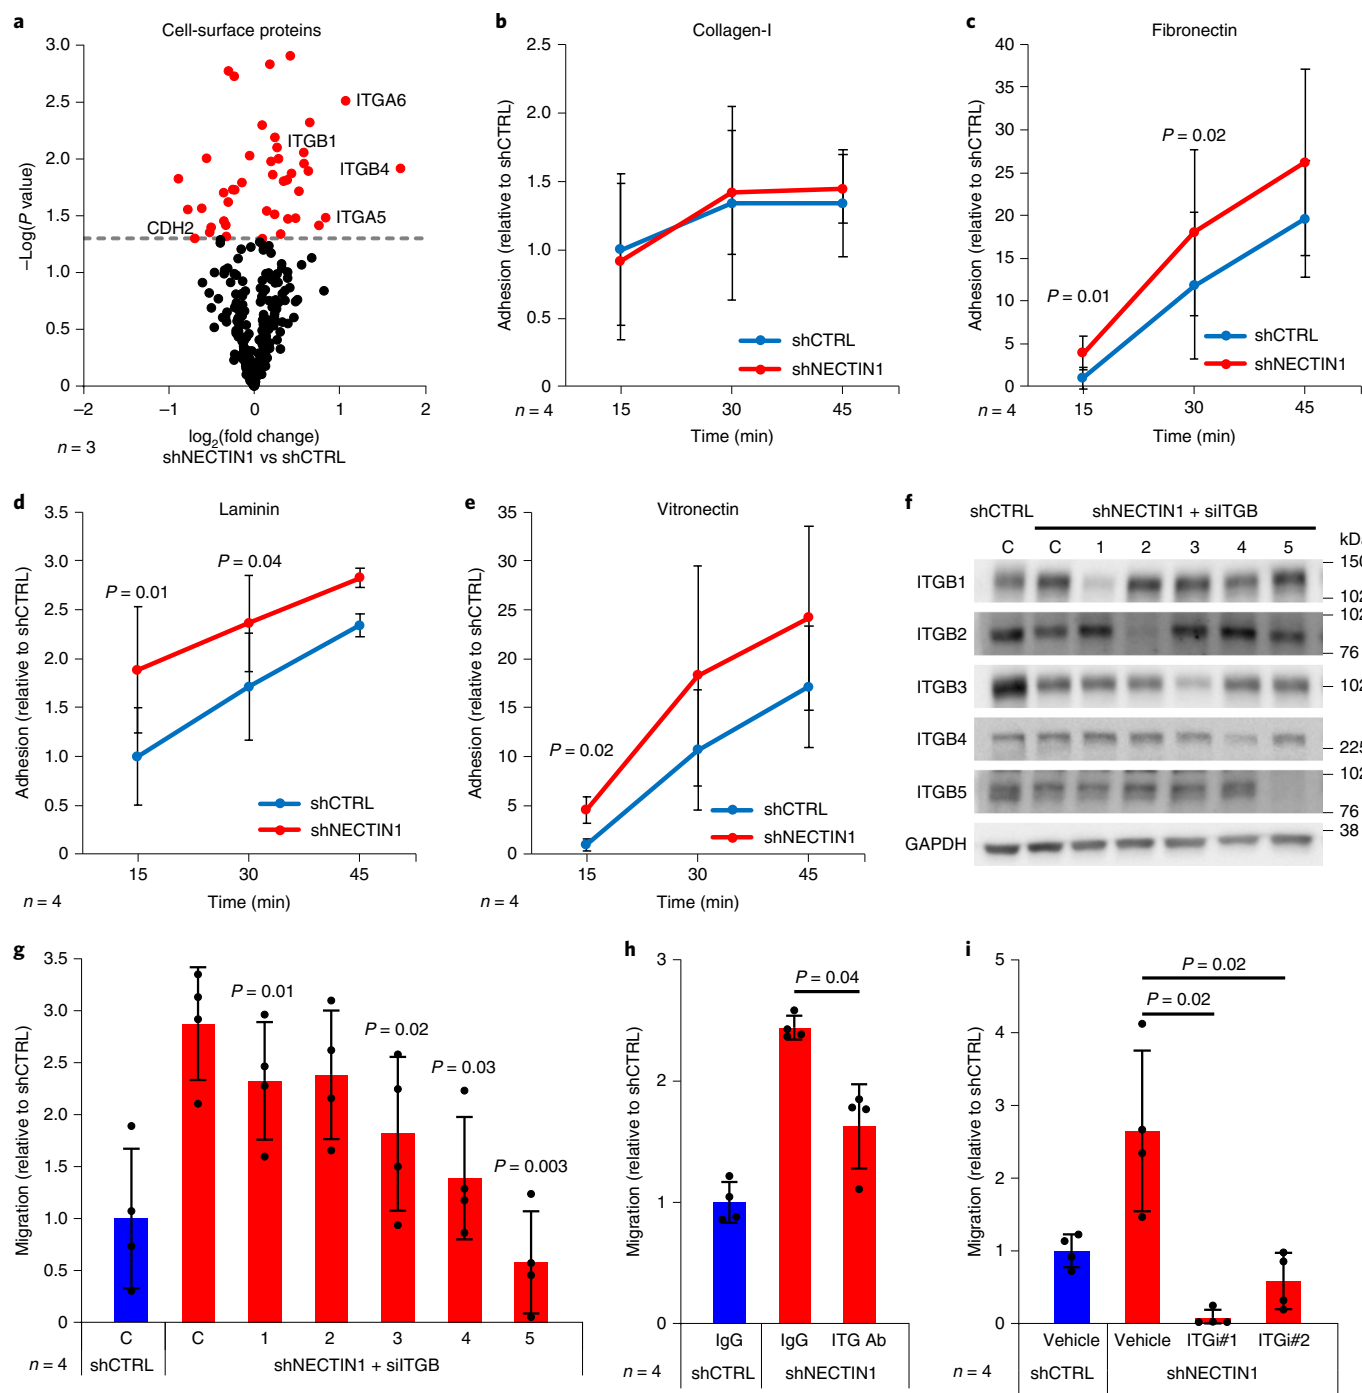 a
Cell-surface proteins
3.0
2.5
2.0
1.5
1.0
0.5
0
–Log(P value)
ITGA6
ITGB1
ITGB4
ITGA5
CDH2
–2
–1
0
1
2
log2(fold change)
shNECTIN1 vs shCTRL
n = 3
b
Collagen-I
2.5
2.0
1.5
1.0
0.5
0
Adhesion (relative to shCTRL)
shCTRL
shNECTIN1
15
30
45
Time (min)
n = 4
c
Fibronectin
40
35
30
25
20
15
10
5
0
Adhesion (relative to shCTRL)
P = 0.01
P = 0.02
shCTRL
shNECTIN1
15
30
45
Time (min)
n = 4
d
Laminin
3.5
3.0
2.5
2.0
1.5
1.0
0.5
0
Adhesion (relative to shCTRL)
P = 0.01
P = 0.04
shCTRL
shNECTIN1
15
30
45
Time (min)
n = 4
e
Vitronectin
35
30
25
20
15
10
5
0
Adhesion (relative to shCTRL)
P = 0.02
shCTRL
shNECTIN1
15
30
45
Time (min)
n = 4
f
shCTRL
shNECTIN1 + siITGB
C
C
1
2
3
4
5
ITGB1
150
102
ITGB2
102
76
ITGB3
102
ITGB4
225
ITGB5
102
76
GAPDH
38
g
3.5
3.0
2.5
2.0
1.5
1.0
0.5
0
Migration (relative to shCTRL)
P = 0.01
P = 0.02
P = 0.03
P = 0.003
C
C
1
2
3
4
5
shCTRL
shNECTIN1 + siITGB
n = 4
h
3
2
1
0
Migration (relative to shCTRL)
P = 0.04
IgG
IgG
ITG Ab
shCTRL
shNECTIN1
n = 4
i
5
4
3
2
1
0
Migration (relative to shCTRL)
P = 0.02
P = 0.02
Vehicle
Vehicle
ITGi#1
ITGi#2
shCTRL
shNECTIN1
n = 4